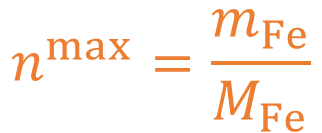 n^max = m_Fe / M_Fe